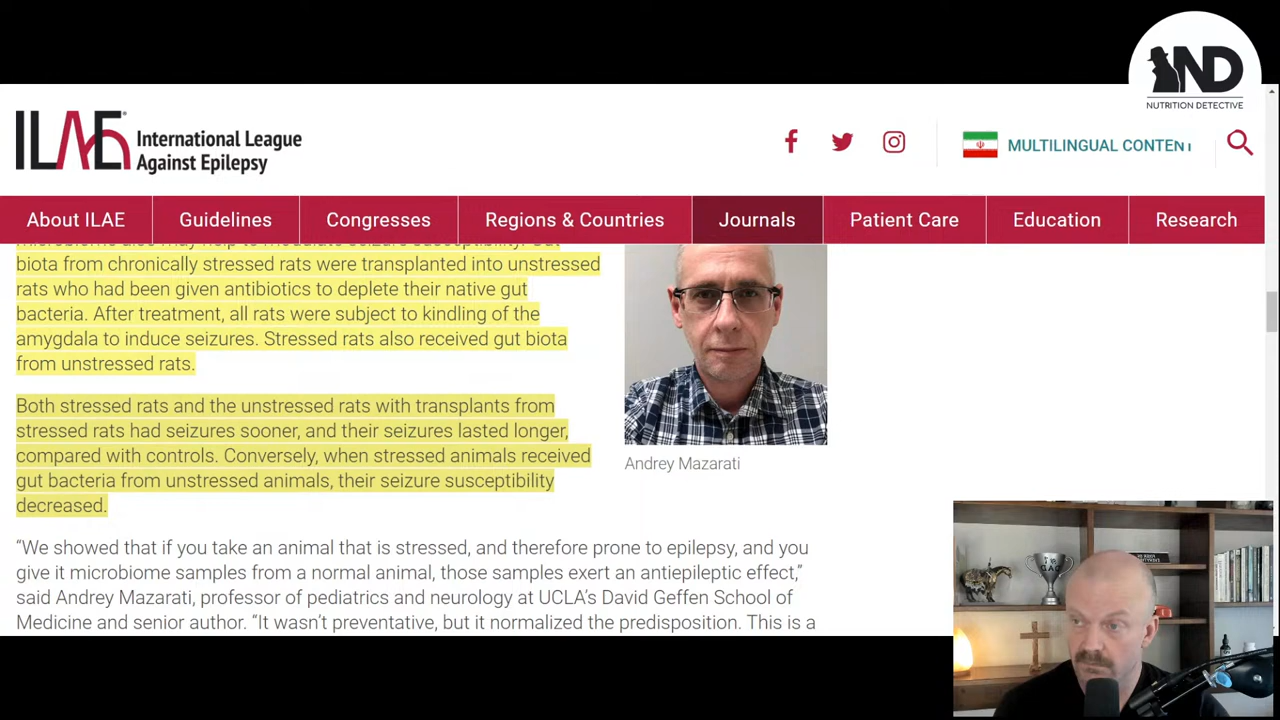 ND
NUTRITION DETECTIVE
ILAE International League
Against Epilepsy
MULTILINGUAL CONTENT
About ILAE Guidelines Congresses Regions & Countries Journals Patient Care Education Research
biota from chronically stressed rats were transplanted into unstressed
rats who had been given antibiotics to deplete their native gut
bacteria. After treatment, all rats were subject to kindling of the
amygdala to induce seizures. Stressed rats also received gut biota
from unstressed rats.
Both stressed rats and the unstressed rats with transplants from
stressed rats had seizures sooner, and their seizures lasted longer,
compared with controls. Conversely, when stressed animals received
gut bacteria from unstressed animals, their seizure susceptibility
decreased.
Andrey Mazarati
“We showed that if you take an animal that is stressed, and therefore prone to epilepsy, and you
give it microbiome samples from a normal animal, those samples exert an antiepileptic effect,”
said Andrey Mazarati, professor of pediatrics and neurology at UCLA’s David Geffen School of
Medicine and senior author. “It wasn’t preventative, but it normalized the predisposition. This is a